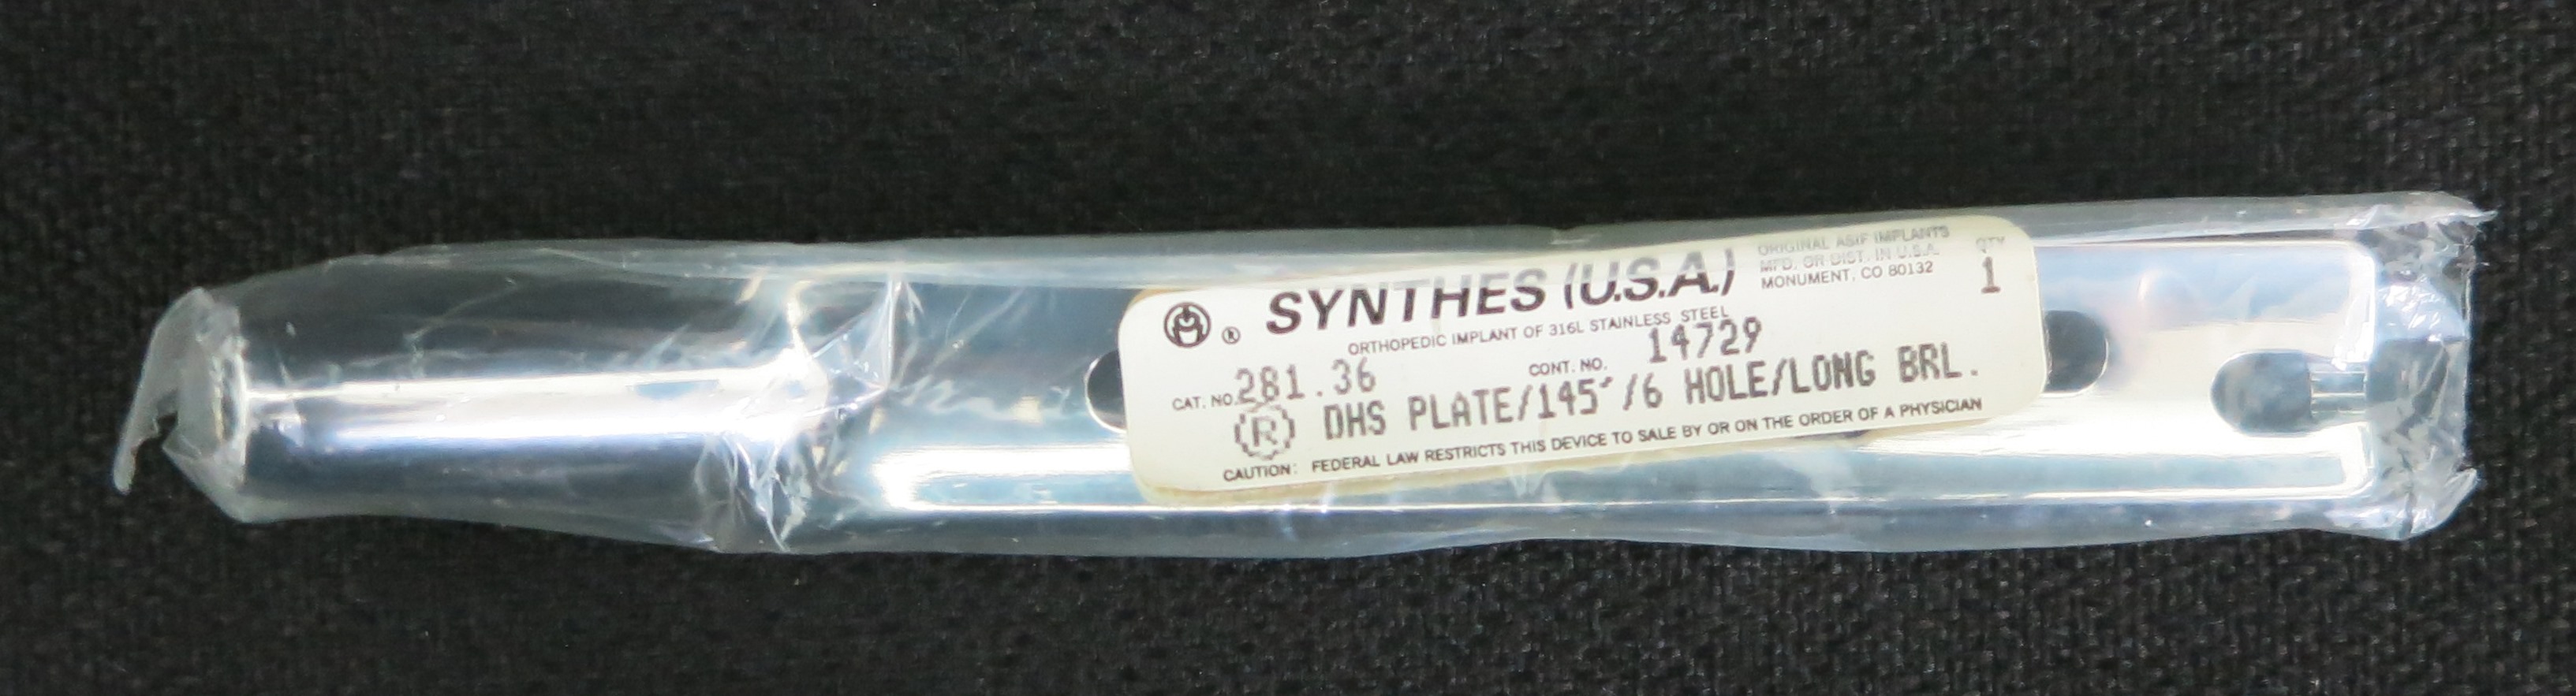 ® SYNTHES (U.S.A.)
ORIGINAL ASIF IMPLANTS
MFD. OR DIST. IN U.S.A.
MONUMENT, CO 80132
QTY
1
ORTHOPEDIC IMPLANT OF 316L STAINLESS STEEL
CAT. NO. 281.36 CONT. NO. 14729
R DHS PLATE/145°/6 HOLE/LONG BRL.
CAUTION: FEDERAL LAW RESTRICTS THIS DEVICE TO SALE BY OR ON THE ORDER OF A PHYSICIAN